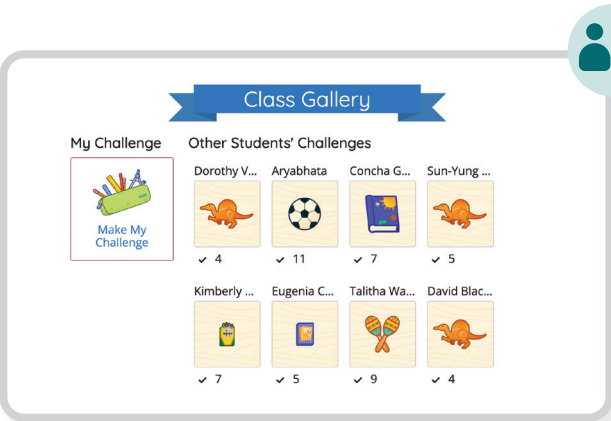 Class Gallery
My Challenge
Other Students' Challenges
Dorothy V...
Aryabhata
Concha G...
Sun-Yung ...
Make My
Challenge
4
11
7
5
Kimberly ...
Eugenia C...
Talitha Wa...
David Blac...
7
5
9
4